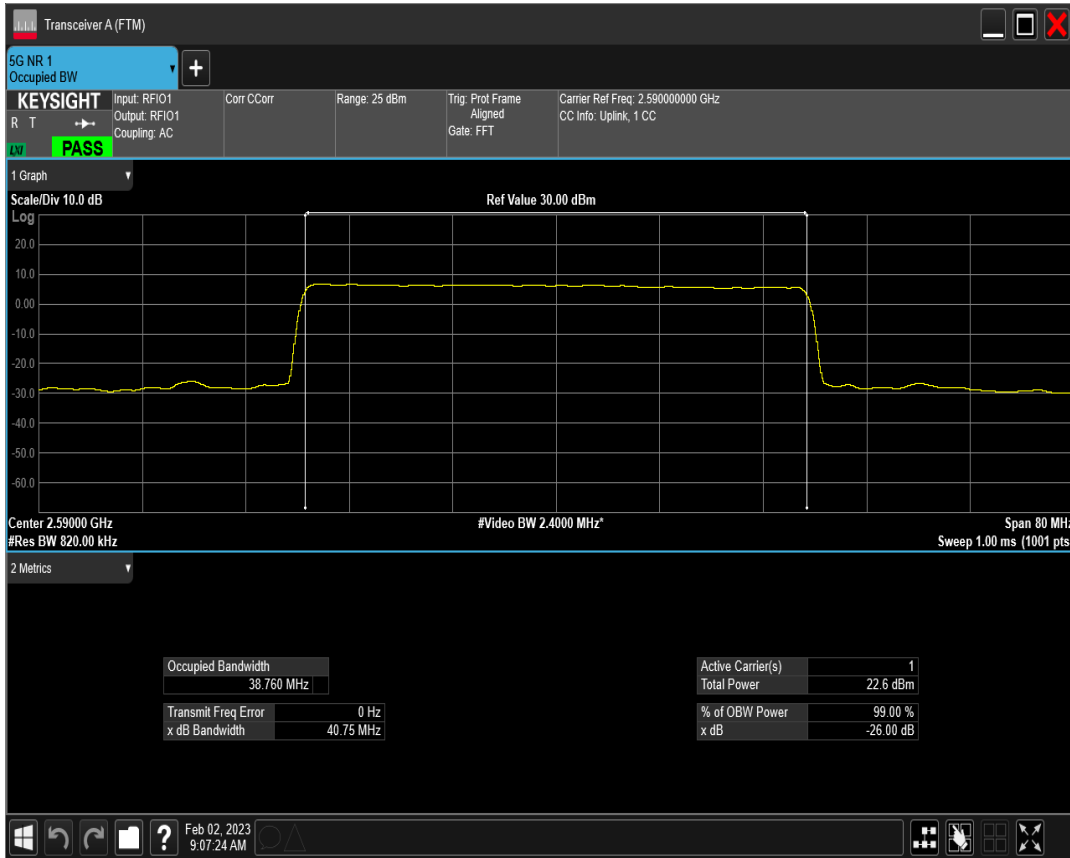 Transceiver A (FTM)
5G NR 1
Occupied BW
+
KEYSIGHT
R T
LXI
PASS
Input: RFIO1
Output: RFIO1
Coupling: AC
Corr CCorr
Range: 25 dBm
Trig: Prot Frame
Aligned
Gate: FFT
Carrier Ref Freq: 2.590000000 GHz
CC Info: Uplink, 1 CC
1 Graph
Scale/Div 10.0 dB
Ref Value 30.00 dBm
Log
20.0
10.0
0.00
-10.0
-20.0
-30.0
-40.0
-50.0
-60.0
Center 2.59000 GHz
#Video BW 2.4000 MHz*
Span 80 MHz
#Res BW 820.00 kHz
Sweep 1.00 ms (1001 pts
2 Metrics
Occupied Bandwidth
38.760 MHz
Transmit Freq Error 0 Hz
x dB Bandwidth 40.75 MHz
Active Carrier(s) 1
Total Power 22.6 dBm
% of OBW Power 99.00 %
x dB -26.00 dB
?
Feb 02, 2023
9:07:24 AM